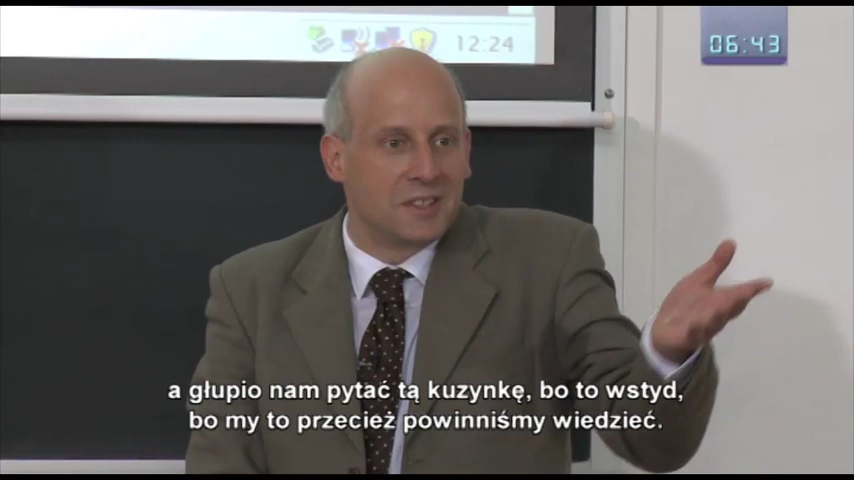 12:24
06:43
a głupio nam pytać tą kuzynkę, bo to wstyd,
bo my to przecież powinniśmy wiedzieć.